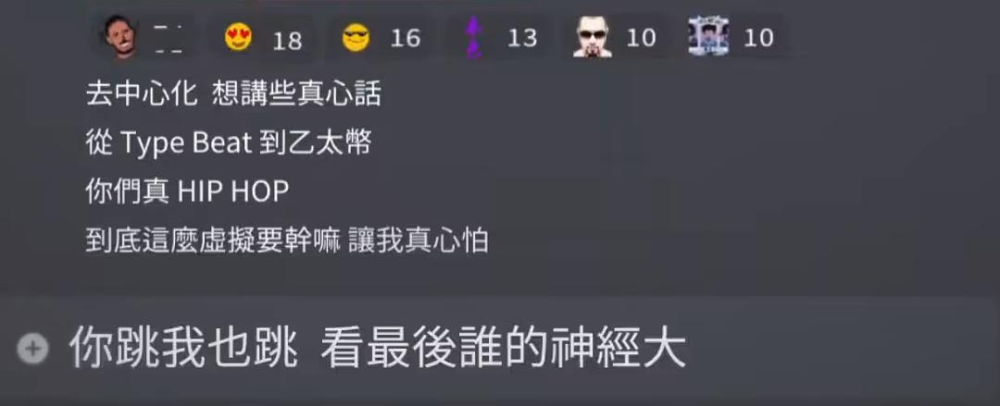 18 16 13 10 10
去中心化 想講些真心話
從 Type Beat 到乙太幣
你們真 HIP HOP
到底這麼虛擬要幹嘛 讓我真心怕
你跳我也跳 看最後誰的神經大